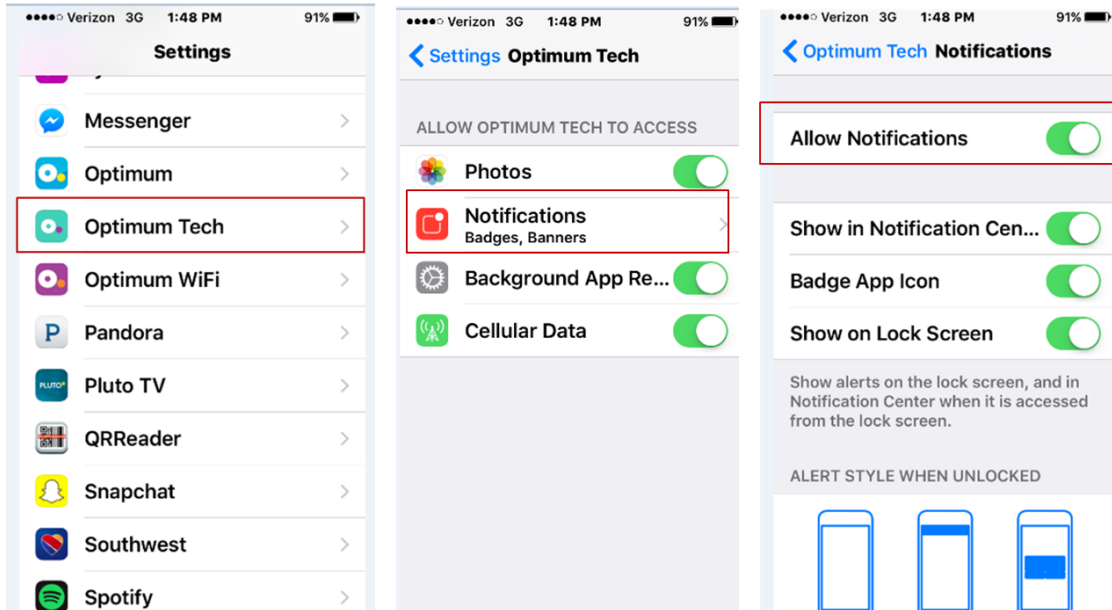 Verizon 3G 1:48 PM 91%
Settings
Messenger
Optimum
Optimum Tech
Optimum WiFi
P Pandora
PLUTO Pluto TV
QRReader
Snapchat
Southwest
Spotify
Verizon 3G 1:48 PM 91%
Settings Optimum Tech
ALLOW OPTIMUM TECH TO ACCESS
Photos
Notifications
Badges, Banners
Background App Re...
Cellular Data
Verizon 3G 1:48 PM 91%
Optimum Tech Notifications
Allow Notifications
Show in Notification Cen...
Badge App Icon
Show on Lock Screen
Show alerts on the lock screen, and in
Notification Center when it is accessed
from the lock screen.
ALERT STYLE WHEN UNLOCKED